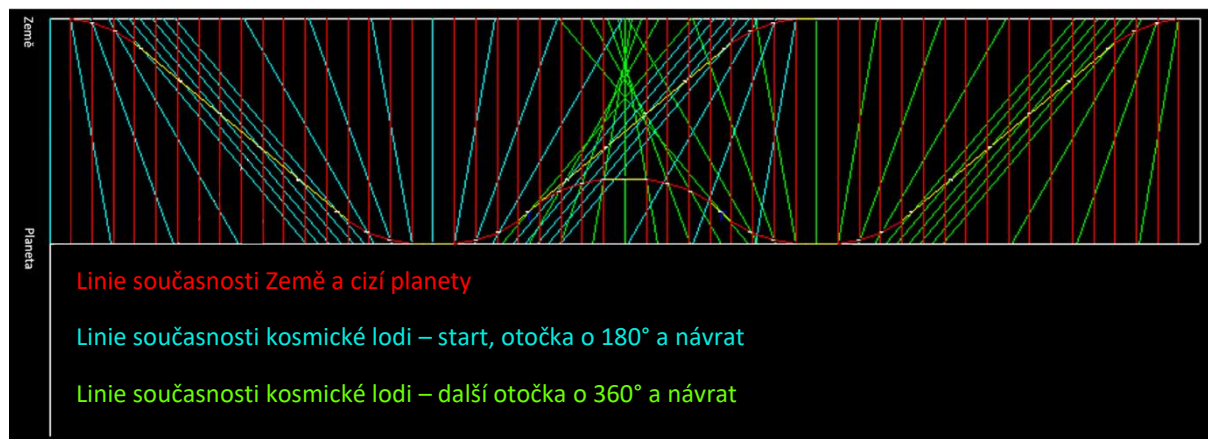 Země
Planeta
Linie současnosti Země a cizí planety
Linie současnosti kosmické lodi – start, otočka o 180° a návrat
Linie současnosti kosmické lodi – další otočka o 360° a návrat